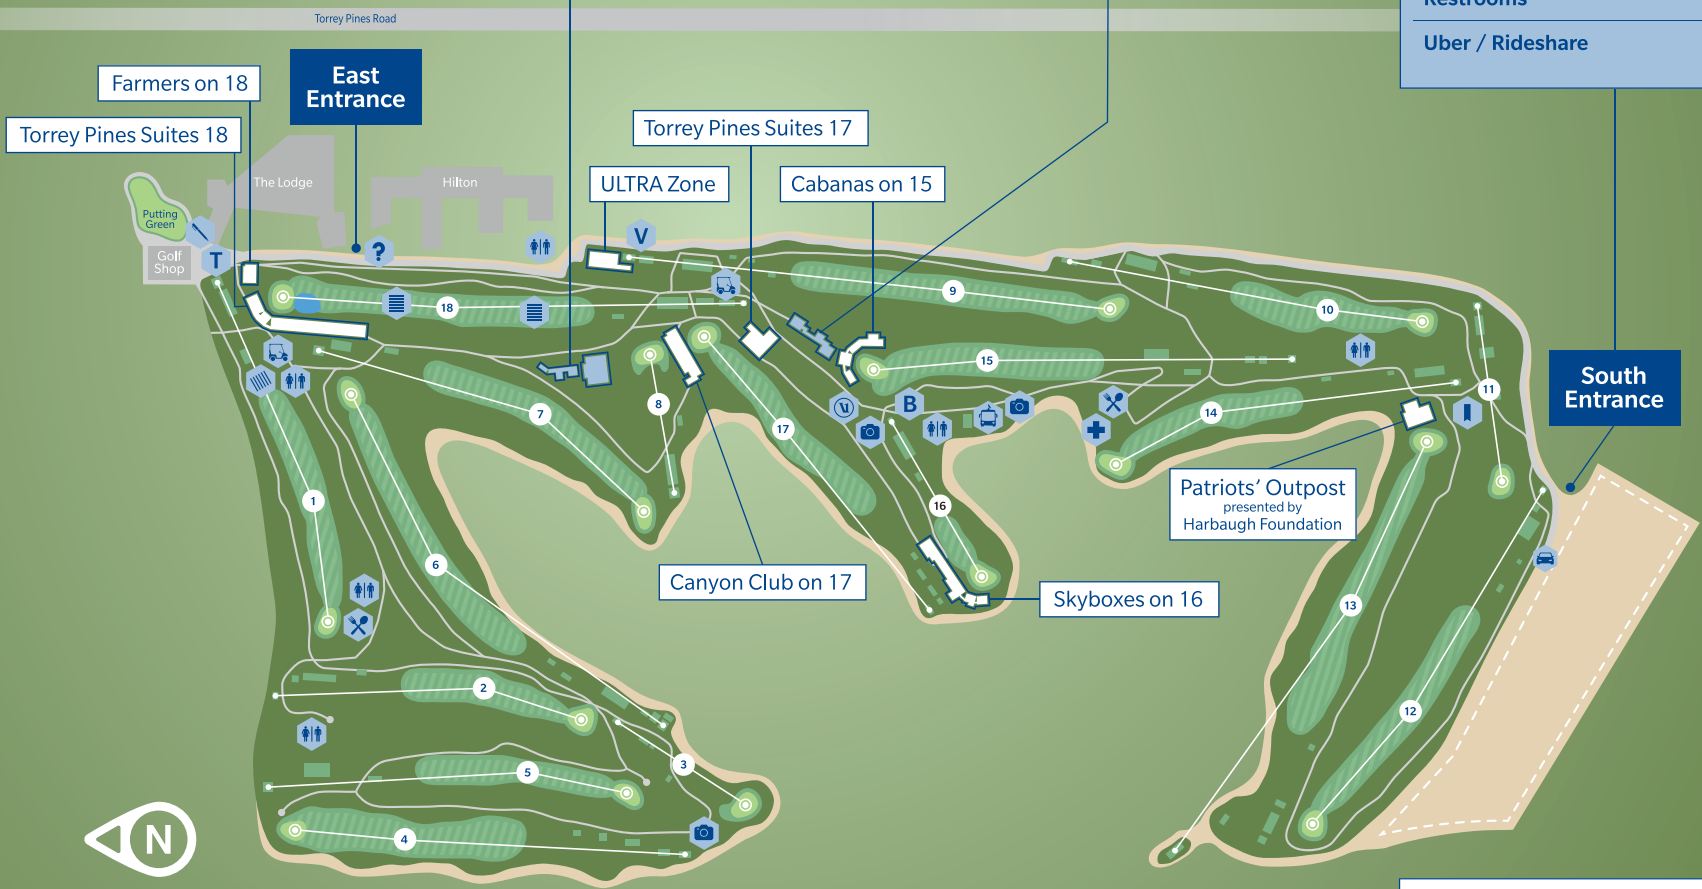 Torrey Pines Road
Restrooms
Uber / Rideshare
East
Entrance
Farmers on 18
Torrey Pines Suites 18
Torrey Pines Suites 17
ULTRA Zone
Cabanas on 15
The Lodge
Hilton
Putting
Green
Golf
Shop
T
?
V
B
18
9
10
15
11
14
8
7
17
1
16
6
13
2
12
3
5
4
South
Entrance
Patriots’ Outpost
presented by
Harbaugh Foundation
Canyon Club on 17
Skyboxes on 16
N